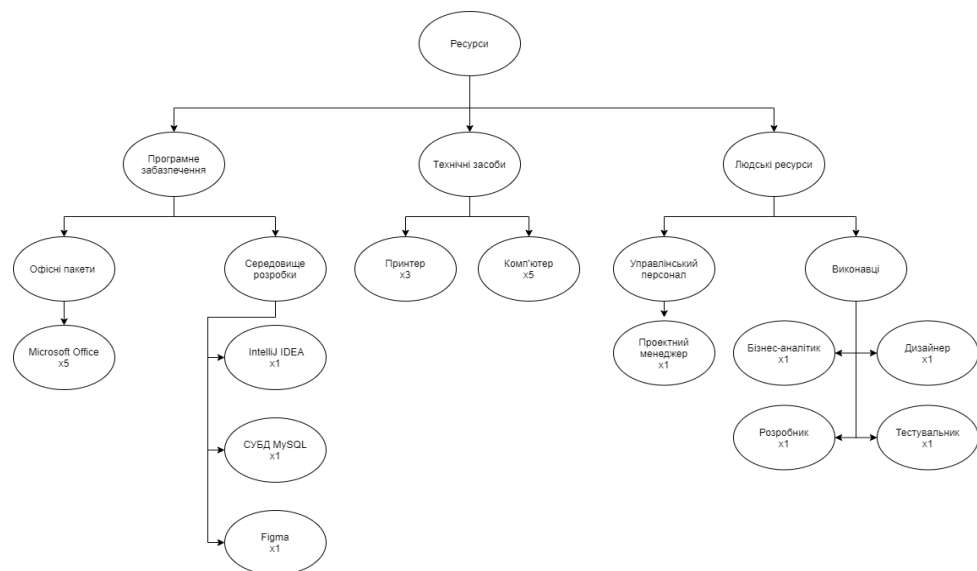 Ресурси
Програмне
забазпечення
Технічні засоби
Людські ресурси
Офісні пакети
Середовище
розробки
Принтер
x3
Комп'ютер
x5
Управлінський
персонал
Виконавці
Microsoft Office
x5
IntelliJ IDEA
x1
Проектний
менеджер
x1
Бізнес-аналітик
x1
Дизайнер
x1
СУБД MySQL
x1
Розробник
x1
Тестувальник
x1
Figma
x1